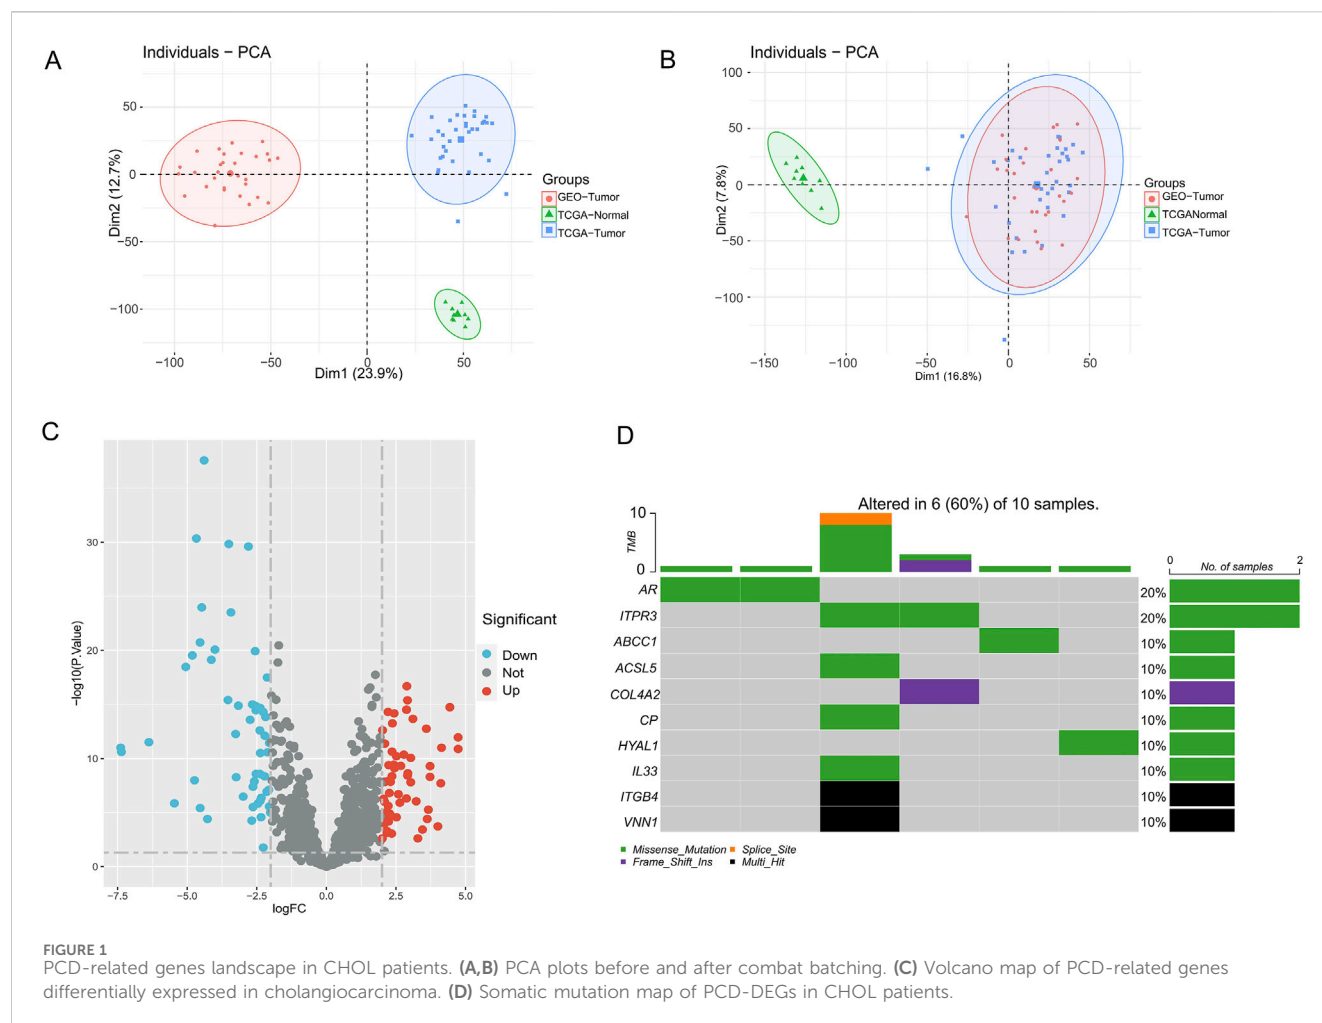 A
Individuals − PCA
50
0
−50
−100
Dim2 (12.7%)
−100
−50
0
50
Dim1 (23.9%)
Groups
GEO−Tumor
TCGA−Normal
TCGA−Tumor
B
Individuals − PCA
100
50
0
−50
−100
Dim2 (7.8%)
−150
−100
−50
0
50
100
Dim1 (16.8%)
Groups
GEO−Tumor
TCGANormal
TCGA−Tumor
C
30
20
10
0
−log10(P.Value)
−7.5
−5.0
−2.5
0.0
2.5
5.0
logFC
Significant
Down
Not
Up
D
Altered in 6 (60%) of 10 samples.
10
TMB
0
0
2
No. of samples
AR 20%
ITPR3 20%
ABCC1 10%
ACSL5 10%
COL4A2 10%
CP 10%
HYAL1 10%
IL33 10%
ITGB4 10%
VNN1 10%
Missense_Mutation
Splice_Site
Frame_Shift_Ins
Multi_Hit
FIGURE 1
PCD-related genes landscape in CHOL patients. (A,B) PCA plots before and after combat batching. (C) Volcano map of PCD-related genes
differentially expressed in cholangiocarcinoma. (D) Somatic mutation map of PCD-DEGs in CHOL patients.